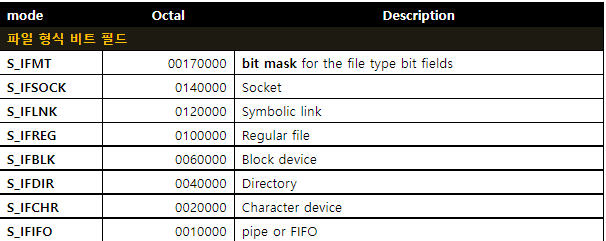 mode Octal Description
파일 형식 비트 필드
S_IFMT 00170000 bit mask for the file type bit fields
S_IFSOCK 0140000 Socket
S_IFLNK 0120000 Symbolic link
S_IFREG 0100000 Regular file
S_IFBLK 0060000 Block device
S_IFDIR 0040000 Directory
S_IFCHR 0020000 Character device
S_IFIFO 0010000 pipe or FIFO